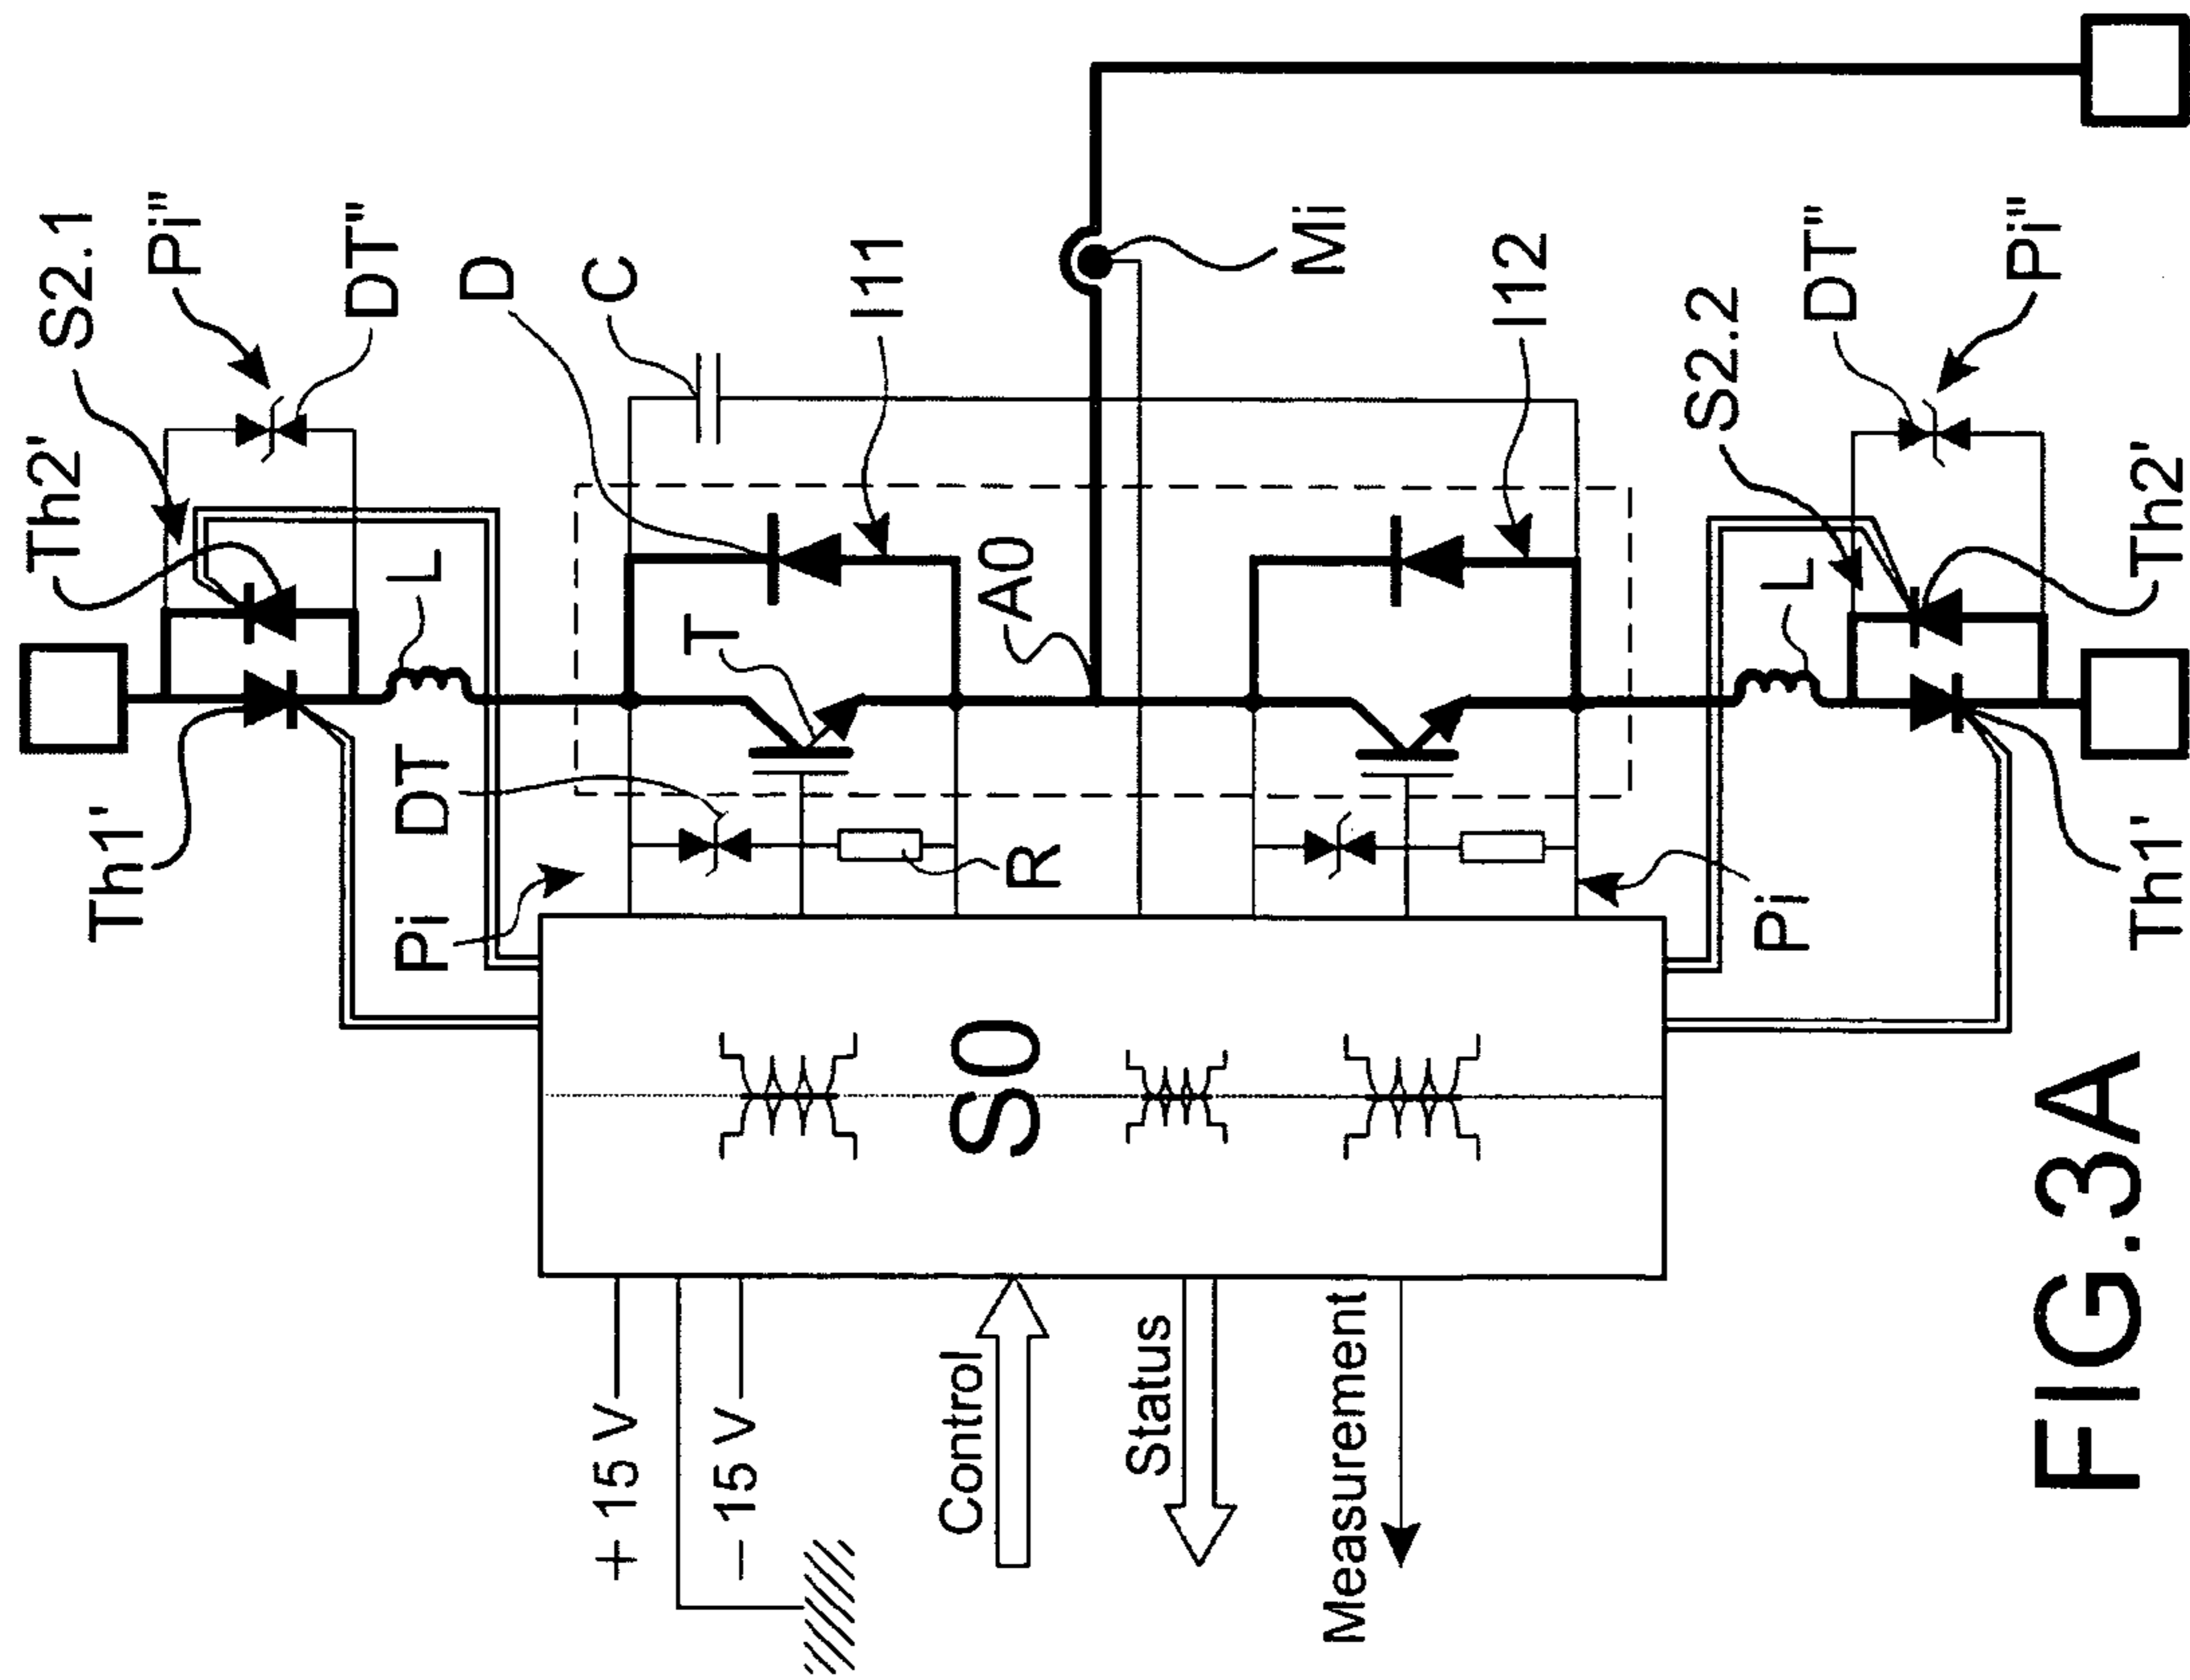 S2.1
Pi"
Th2'
DT"
D
C
I11
L
Th1'
DT
T
A0
Mi
I12
Pi
R
S0
+ 15 V
− 15 V
Control
Status
Measurement
S2.2
DT"
Pi"
L
Th2'
Pi
Th1'
FIG.3A